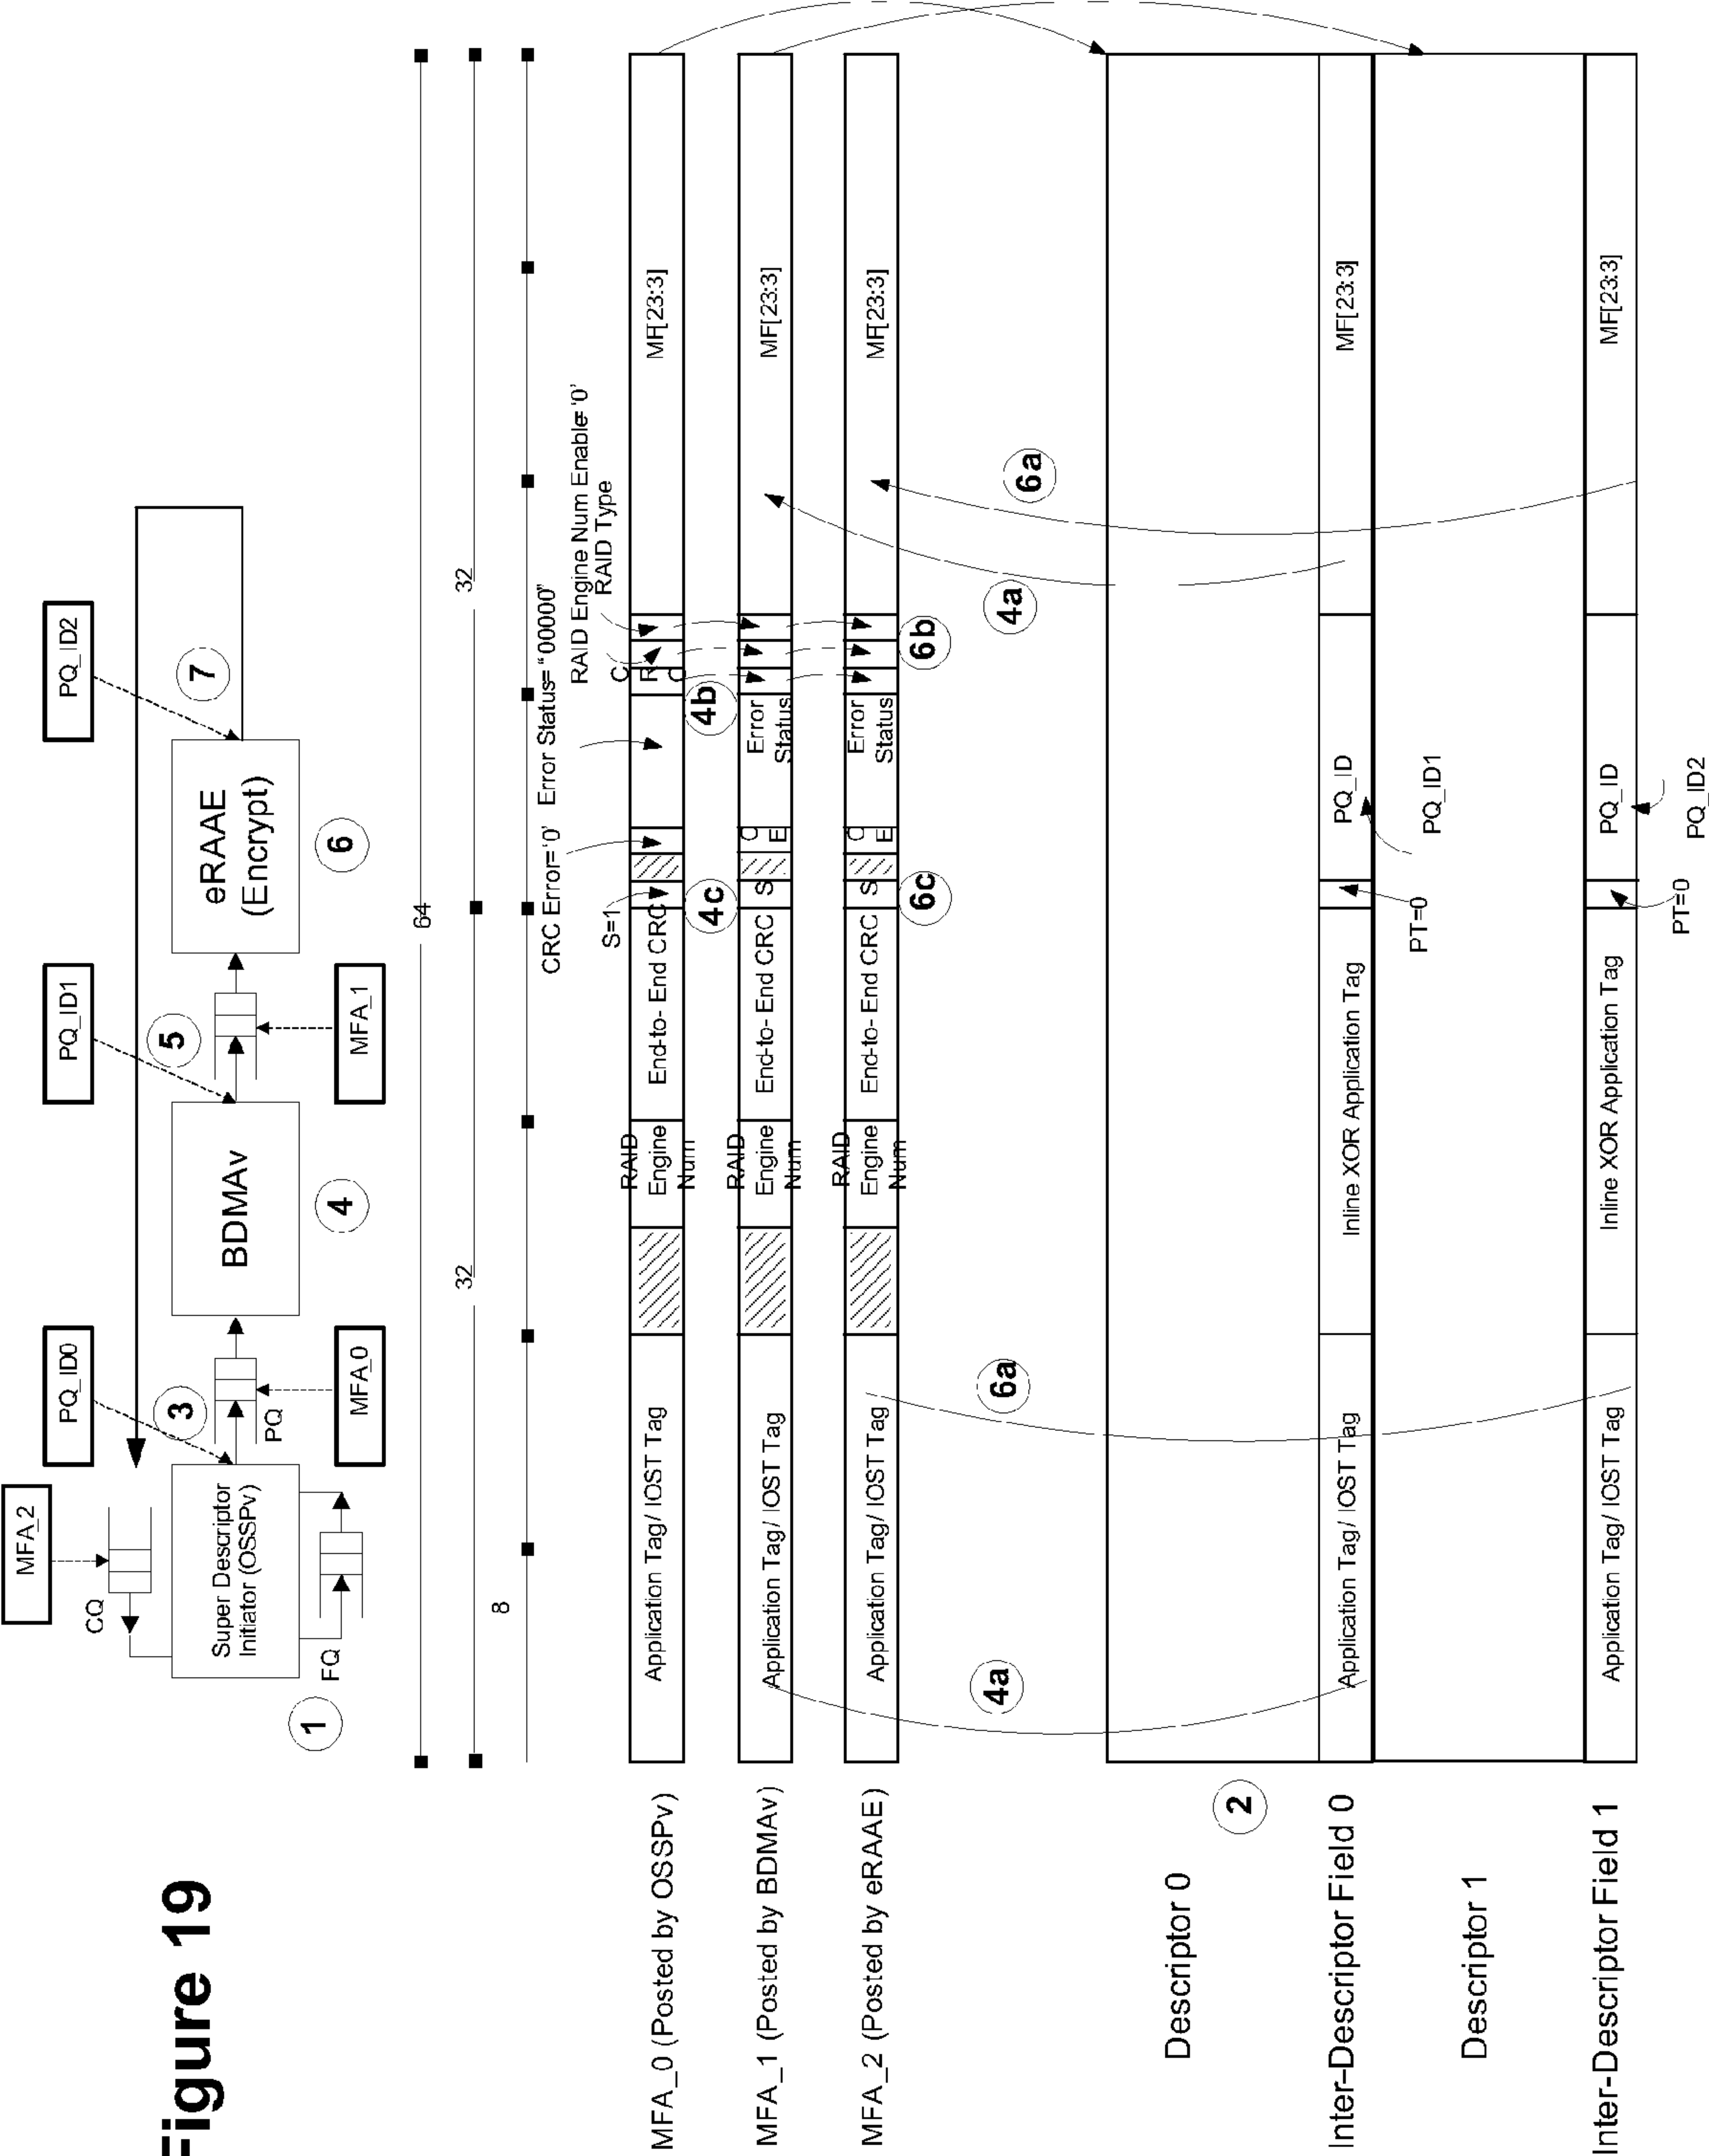 Figure 19
MFA_2
CQ
Super Descriptor
Initiator (OSSPv)
FQ
1
PQ_ID0
3
PQ
MFA_0
BDMAv
4
PQ_ID1
5
MFA_1
eRAAE
(Encrypt)
6
PQ_ID2
7
64
32
32
8
CRC Error='0'
Error Status="00000"
RAID Engine Num Enable='0'
RAID Type
S=1
MFA_0 (Posted by OSSPv)
Application Tag/ IOST Tag
RAID
Engine
Num
End-to- End CRC
C
R
C
MF[23:3]
4c
4b
MFA_1 (Posted by BDMAv)
Application Tag/ IOST Tag
RAID
Engine
Num
End-to- End CRC
S
C
E
Error
Status
MF[23:3]
MFA_2 (Posted by eRAAE)
Application Tag/ IOST Tag
RAID
Engine
Num
End-to- End CRC
S
C
E
Error
Status
MF[23:3]
6c
6b
4a
6a
4a
6a
2
Descriptor 0
Inter-Descriptor Field 0
Application Tag/ IOST Tag
Inline XOR Application Tag
PQ_ID
MF[23:3]
PT=0
PQ_ID1
Descriptor 1
Inter-Descriptor Field 1
Application Tag/ IOST Tag
Inline XOR Application Tag
PQ_ID
MF[23:3]
PT=0
PQ_ID2